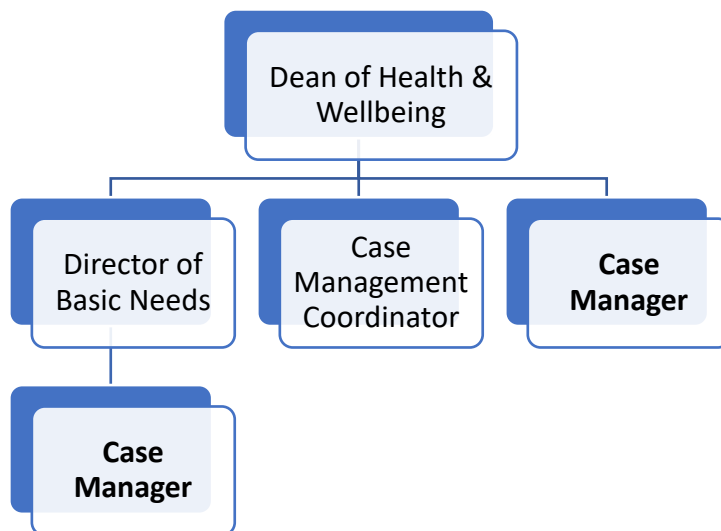 Dean of Health &
Wellbeing
Director of
Basic Needs
Case
Management
Coordinator
Case
Manager
Case
Manager